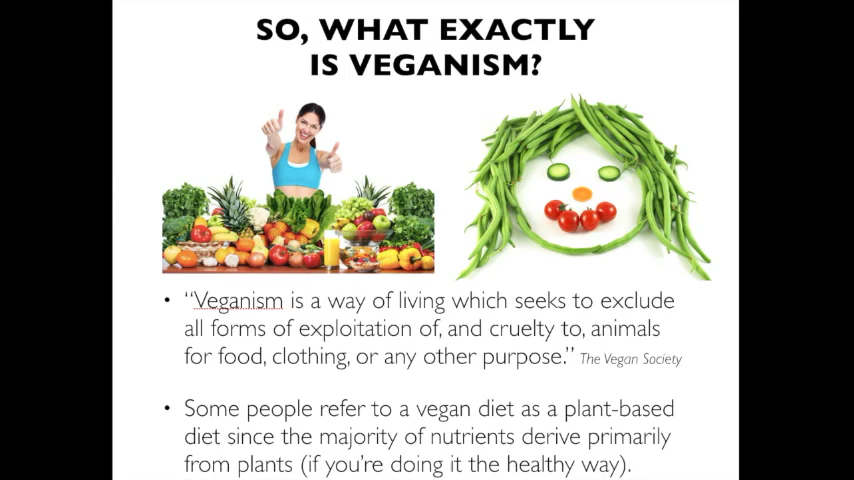 SO, WHAT EXACTLY
IS VEGANISM?
• “Veganism is a way of living which seeks to exclude
all forms of exploitation of, and cruelty to, animals
for food, clothing, or any other purpose.” The Vegan Society
• Some people refer to a vegan diet as a plant-based
diet since the majority of nutrients derive primarily
from plants (if you’re doing it the healthy way).